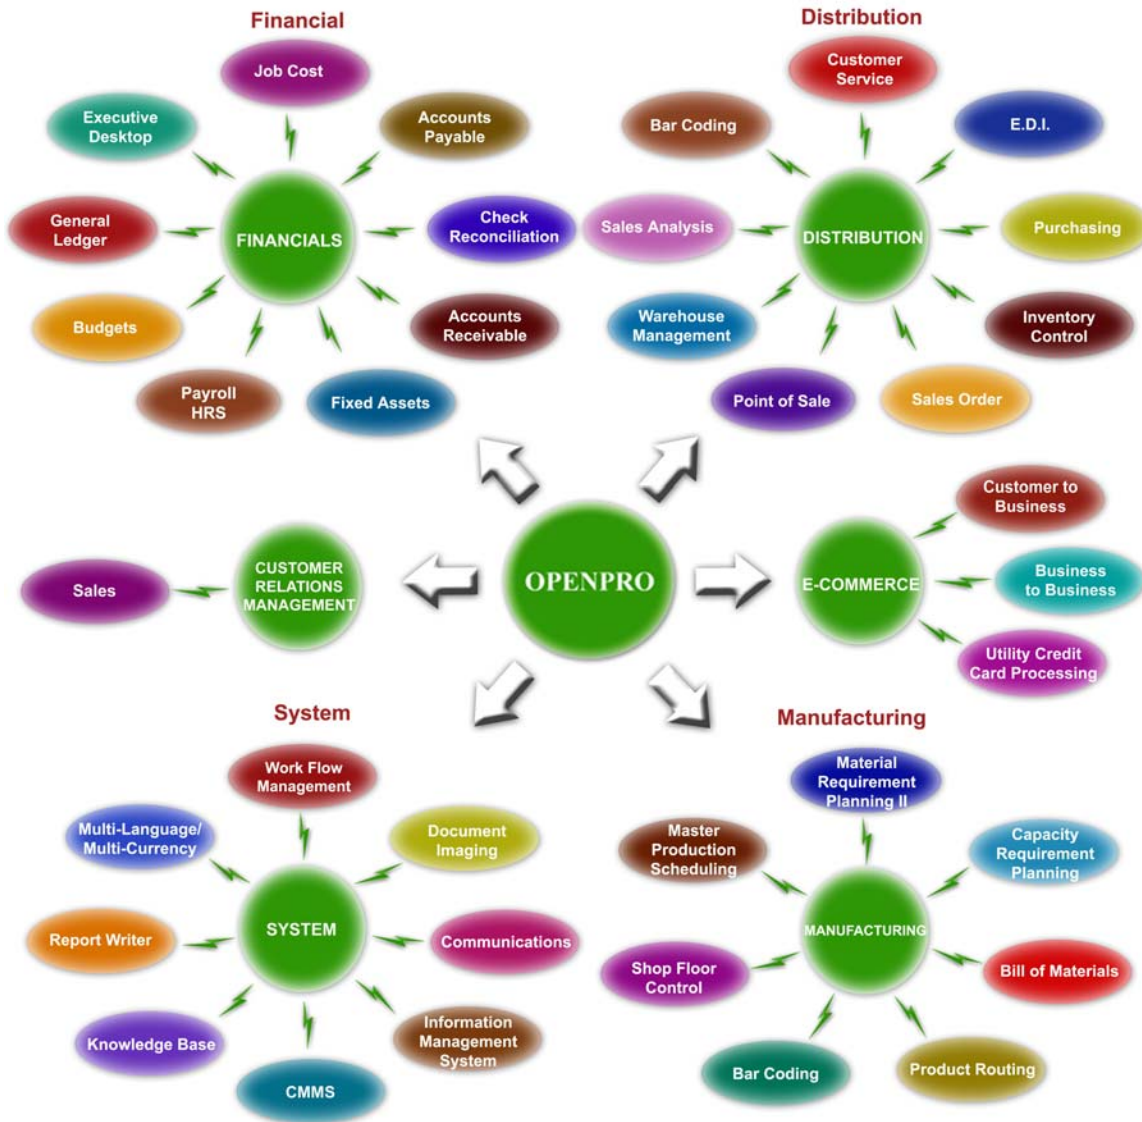 Financial
Job Cost
Executive
Desktop
Accounts
Payable
General
Ledger
FINANCIALS
Check
Reconciliation
Budgets
Accounts
Receivable
Payroll
HRS
Fixed Assets
Distribution
Customer
Service
Bar Coding
E.D.I.
Sales Analysis
DISTRIBUTION
Purchasing
Warehouse
Management
Inventory
Control
Point of Sale
Sales Order
Sales
CUSTOMER
RELATIONS
MANAGEMENT
OPENPRO
E-COMMERCE
Customer to
Business
Business
to Business
Utility Credit
Card Processing
System
Work Flow
Management
Multi-Language/
Multi-Currency
Document
Imaging
Report Writer
SYSTEM
Communications
Knowledge Base
Information
Management
System
CMMS
Manufacturing
Material
Requirement
Planning II
Master
Production
Scheduling
Capacity
Requirement
Planning
MANUFACTURING
Shop Floor
Control
Bill of Materials
Bar Coding
Product Routing